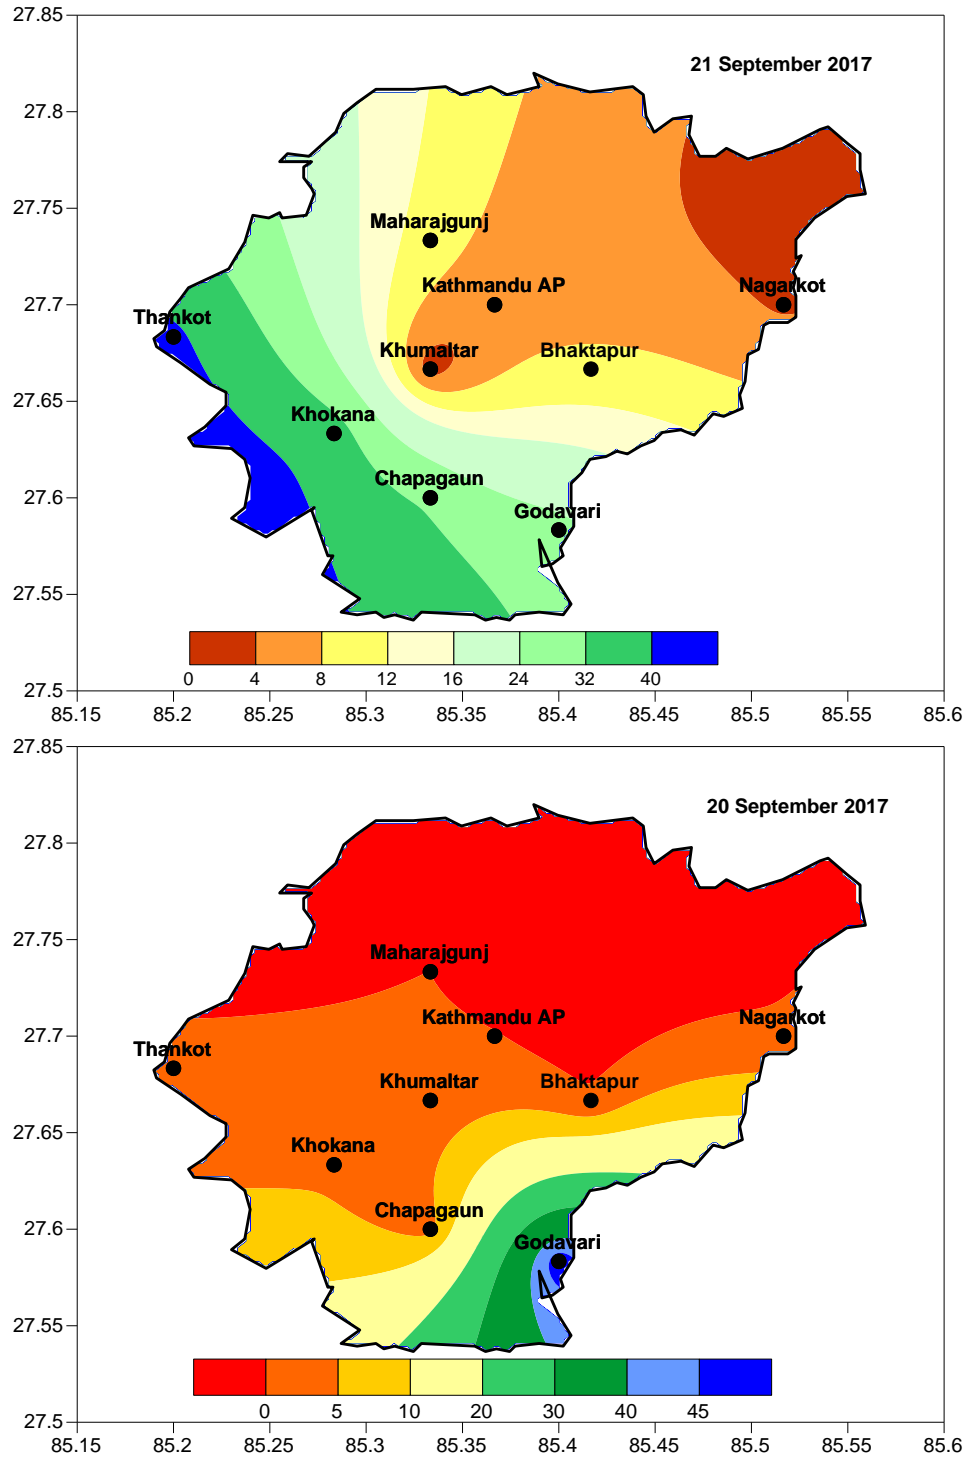 27.85
21 September 2017
27.8
27.75
Maharajgunj
27.7
Kathmandu AP
Nagarkot
Thankot
Khumaltar
Bhaktapur
27.65
Khokana
27.6
Chapagaun
Godavari
27.55
0 4 8 12 16 24 32 40
27.5
85.15 85.2 85.25 85.3 85.35 85.4 85.45 85.5 85.55 85.6
27.85
20 September 2017
27.8
27.75
Maharajgunj
27.7
Kathmandu AP
Nagarkot
Thankot
Khumaltar
Bhaktapur
27.65
Khokana
27.6
Chapagaun
Godavari
27.55
0 5 10 20 30 40 45
27.5
85.15 85.2 85.25 85.3 85.35 85.4 85.45 85.5 85.55 85.6